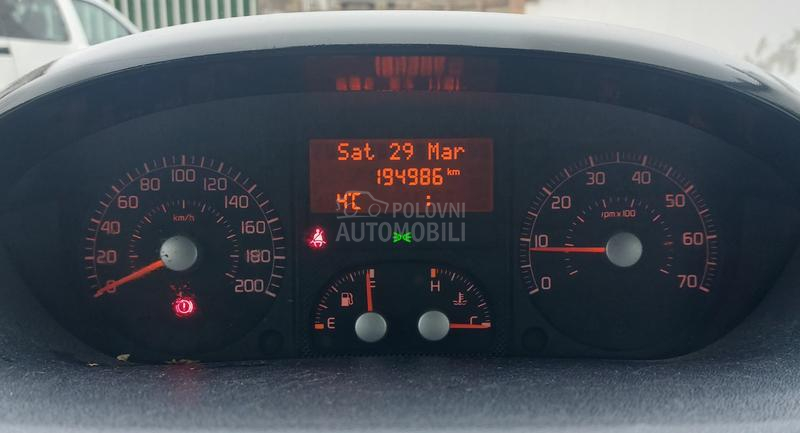 Sat 29 Mar
194986 km
4°C :
POLOVNI
AUTOMOBILI
0 20 40 60 80 100 120 140 160 180 200
km/h
0 10 20 30 40 50 60 70
rpm x 100
E F
H C